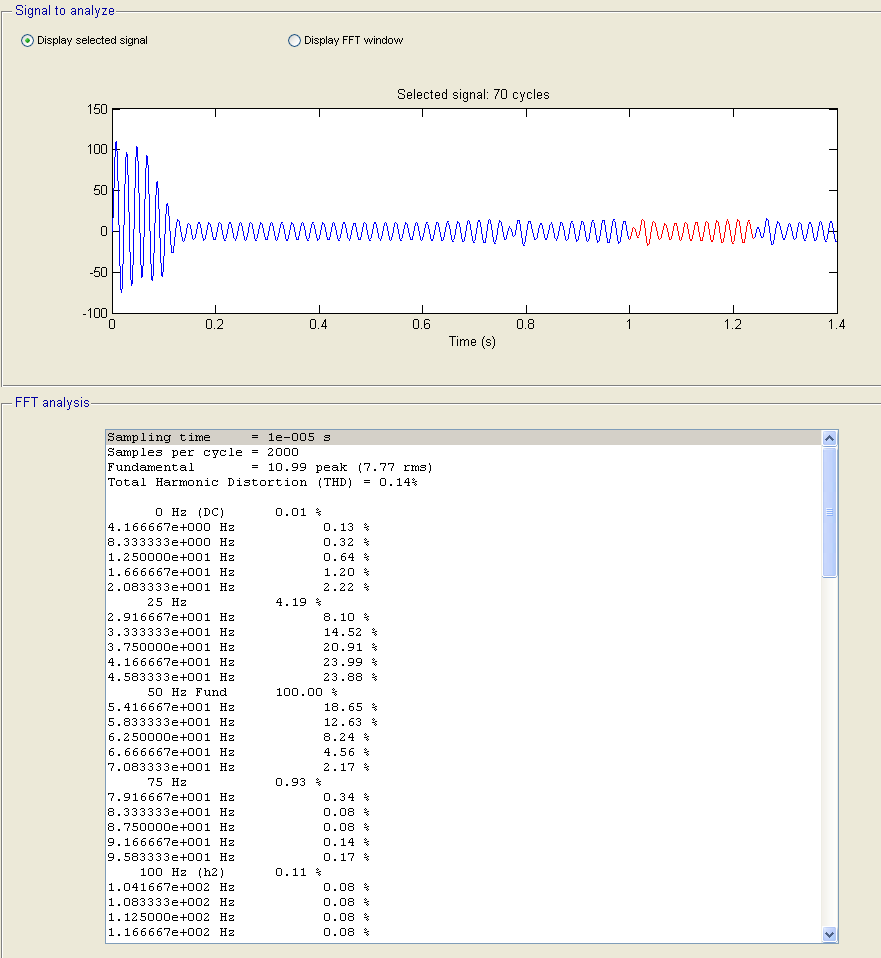 Signal to analyze
Display selected signal Display FFT window
Selected signal: 70 cycles
150
100
50
0
-50
-100
0 0.2 0.4 0.6 0.8 1 1.2 1.4
Time (s)
FFT analysis
Sampling time = 1e-005 s
Samples per cycle = 2000
Fundamental = 10.99 peak (7.77 rms)
Total Harmonic Distortion (THD) = 0.14%
0 Hz (DC) 0.01 %
4.166667e+000 Hz 0.13 %
8.333333e+000 Hz 0.32 %
1.250000e+001 Hz 0.64 %
1.666667e+001 Hz 1.20 %
2.083333e+001 Hz 2.22 %
25 Hz 4.19 %
2.916667e+001 Hz 8.10 %
3.333333e+001 Hz 14.52 %
3.750000e+001 Hz 20.91 %
4.166667e+001 Hz 23.99 %
4.583333e+001 Hz 23.88 %
50 Hz Fund 100.00 %
5.416667e+001 Hz 18.65 %
5.833333e+001 Hz 12.63 %
6.250000e+001 Hz 8.24 %
6.666667e+001 Hz 4.56 %
7.083333e+001 Hz 2.17 %
75 Hz 0.93 %
7.916667e+001 Hz 0.34 %
8.333333e+001 Hz 0.08 %
8.750000e+001 Hz 0.08 %
9.166667e+001 Hz 0.14 %
9.583333e+001 Hz 0.17 %
100 Hz (h2) 0.11 %
1.041667e+002 Hz 0.08 %
1.083333e+002 Hz 0.08 %
1.125000e+002 Hz 0.08 %
1.166667e+002 Hz 0.08 %